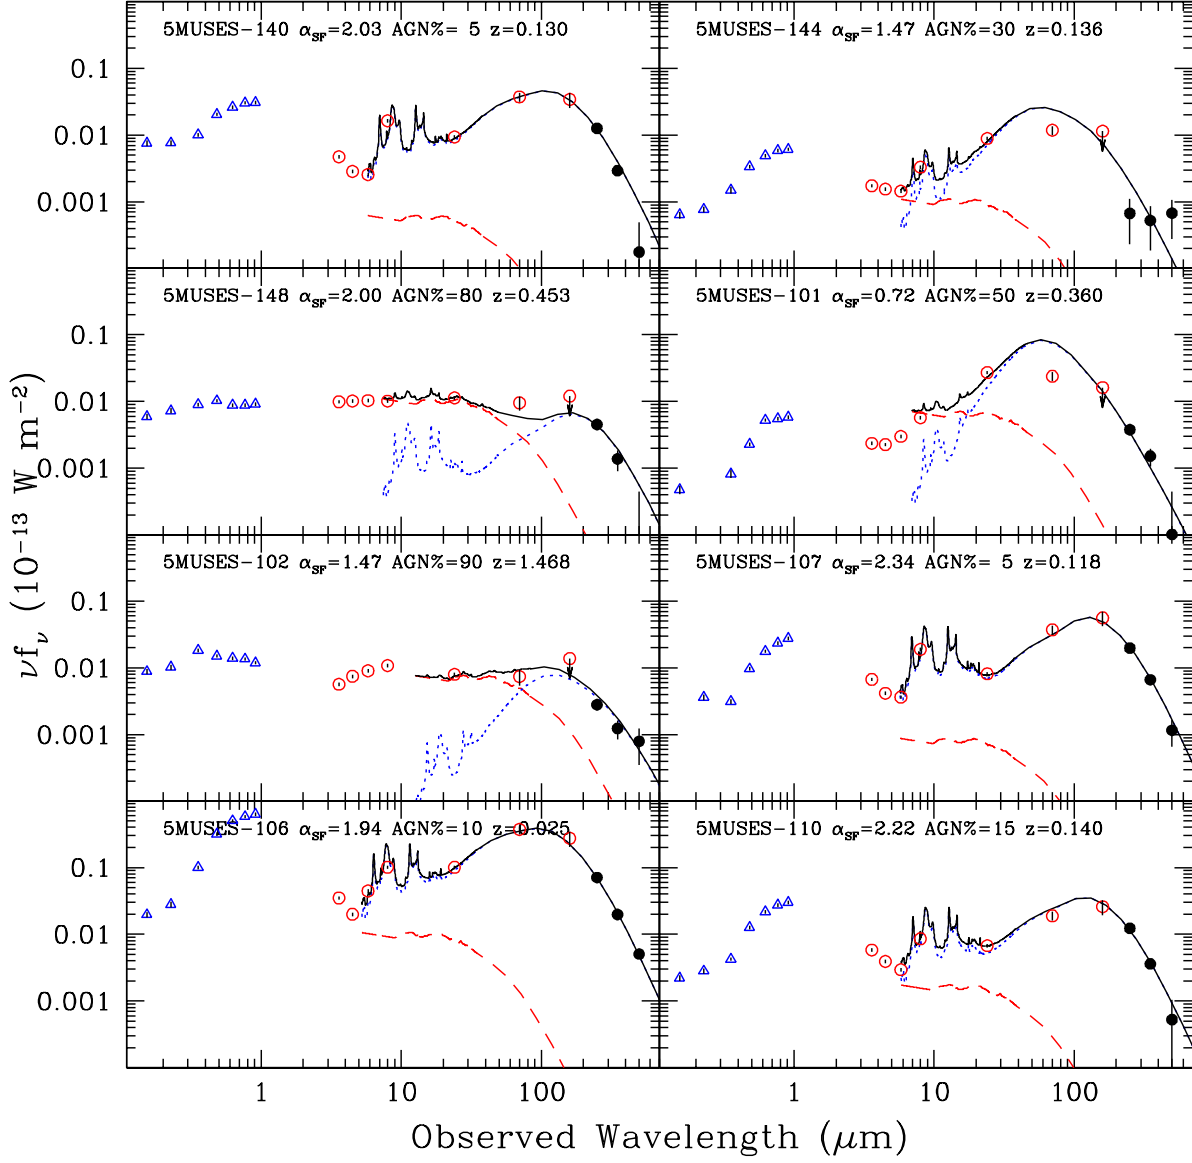 5MUSES-140 αSF=2.03 AGN%= 5 z=0.130
5MUSES-144 αSF=1.47 AGN%=30 z=0.136
0.1
0.01
0.001
5MUSES-148 αSF=2.00 AGN%=80 z=0.453
5MUSES-101 αSF=0.72 AGN%=50 z=0.360
0.1
0.01
0.001
5MUSES-102 αSF=1.47 AGN%=90 z=1.468
5MUSES-107 αSF=2.34 AGN%= 5 z=0.118
0.1
0.01
0.001
5MUSES-106 αSF=1.94 AGN%=10 z=0.025
5MUSES-110 αSF=2.22 AGN%=15 z=0.140
0.1
0.01
0.001
νfν (10−13 W m−2)
1 10 100 1 10 100
Observed Wavelength (μm)